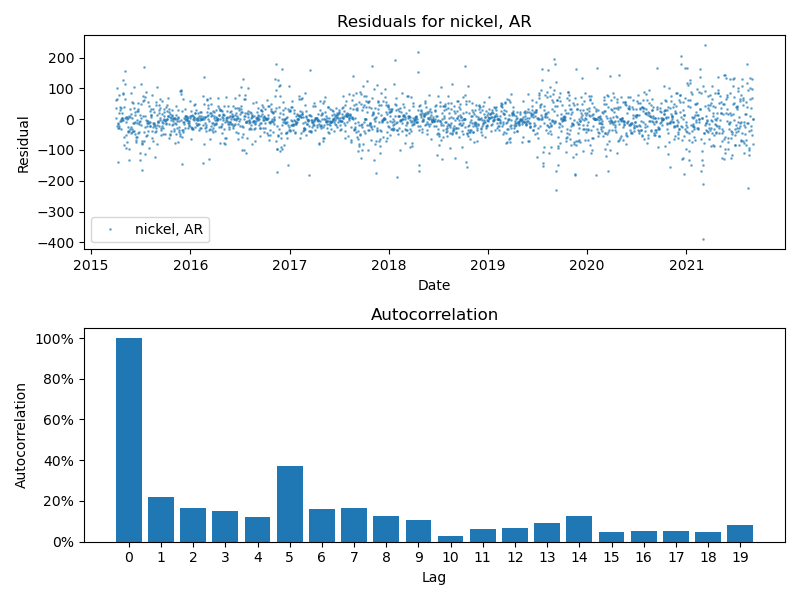 Residuals for nickel, AR
Residual
200
100
0
−100
−200
−300
−400
nickel, AR
2015 2016 2017 2018 2019 2020 2021
Date
Autocorrelation
Autocorrelation
100%
80%
60%
40%
20%
0%
0 1 2 3 4 5 6 7 8 9 10 11 12 13 14 15 16 17 18 19
Lag